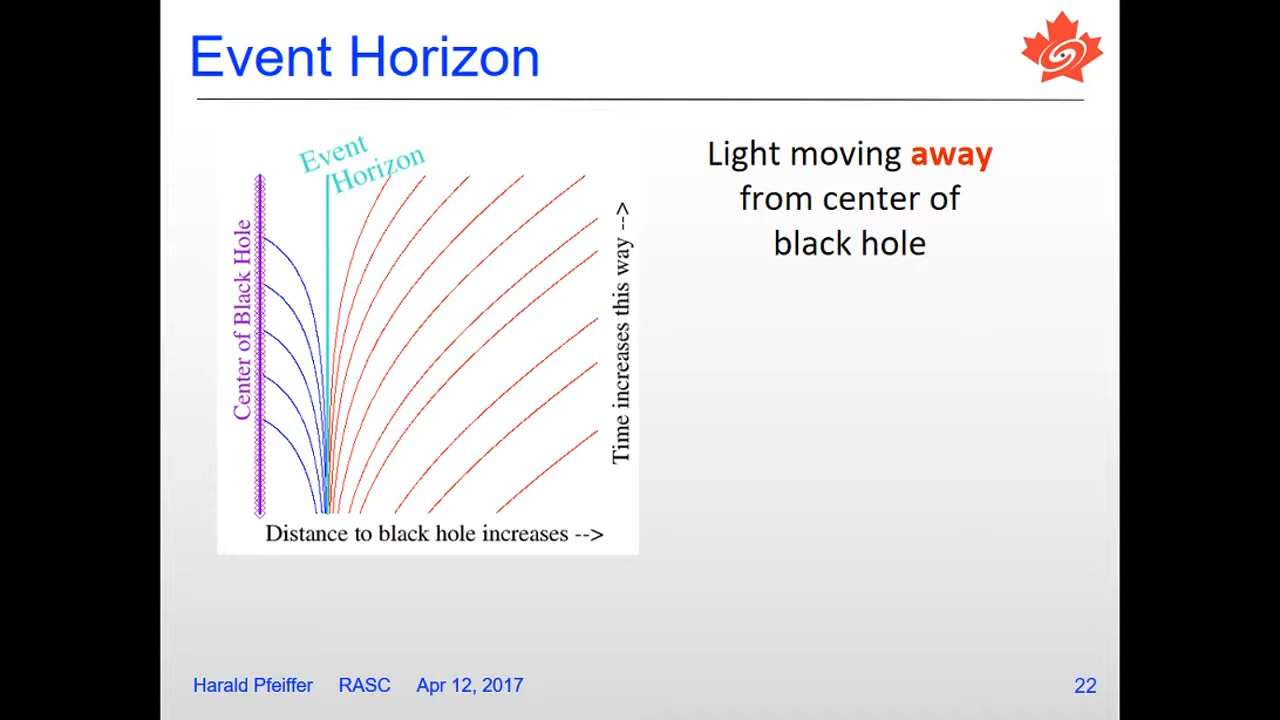 Event Horizon
Event
Horizon
Center of Black Hole
Time increases this way -->
Distance to black hole increases -->
Light moving away
from center of
black hole
Harald Pfeiffer RASC Apr 12, 2017
22